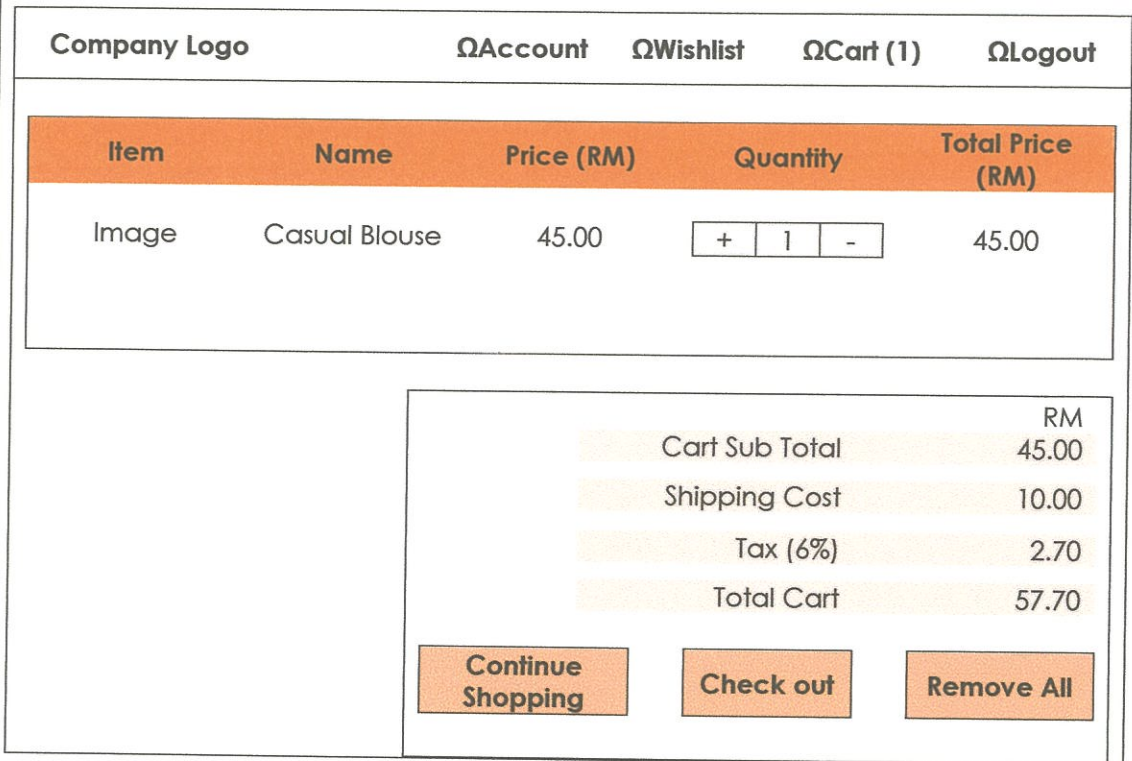 Company Logo ΩAccount ΩWishlist ΩCart (1) ΩLogout
Item Name Price (RM) Quantity Total Price (RM)
Image Casual Blouse 45.00 + 1 - 45.00
RM
Cart Sub Total 45.00
Shipping Cost 10.00
Tax (6%) 2.70
Total Cart 57.70
Continue Shopping Check out Remove All